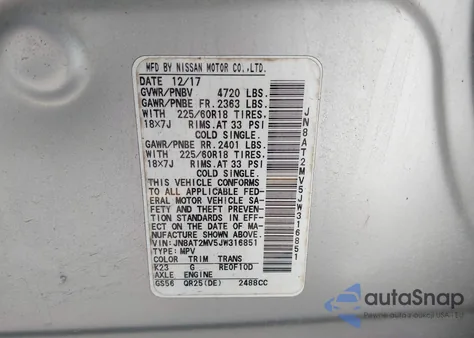 MFD BY NISSAN MOTOR CO.,LTD.
DATE 12/17
GVWR/PNBV 4720 LBS.
GAWR/PNBE FR. 2363 LBS.
WITH 225/60R18 TIRES,
18X7J RIMS, AT 33 PSI
COLD SINGLE.
GAWR/PNBE RR. 2401 LBS.
WITH 225/60R18 TIRES,
18X7J RIMS, AT 33 PSI
COLD SINGLE.
THIS VEHICLE CONFORMS
TO ALL APPLICABLE FED-
ERAL MOTOR VEHICLE SA-
FETY AND THEFT PREVEN-
TION STANDARDS IN EFF-
ECT ON THE DATE OF MA-
NUFACTURE SHOWN ABOVE.
VIN: JN8AT2MV5JW316851
TYPE: MPV
COLOR TRIM TRANS
K23 G RE0F10D
AXLE ENGINE
GS56 QR25(DE) 2488CC
JN8AT2MV5JW316851
autoSnap